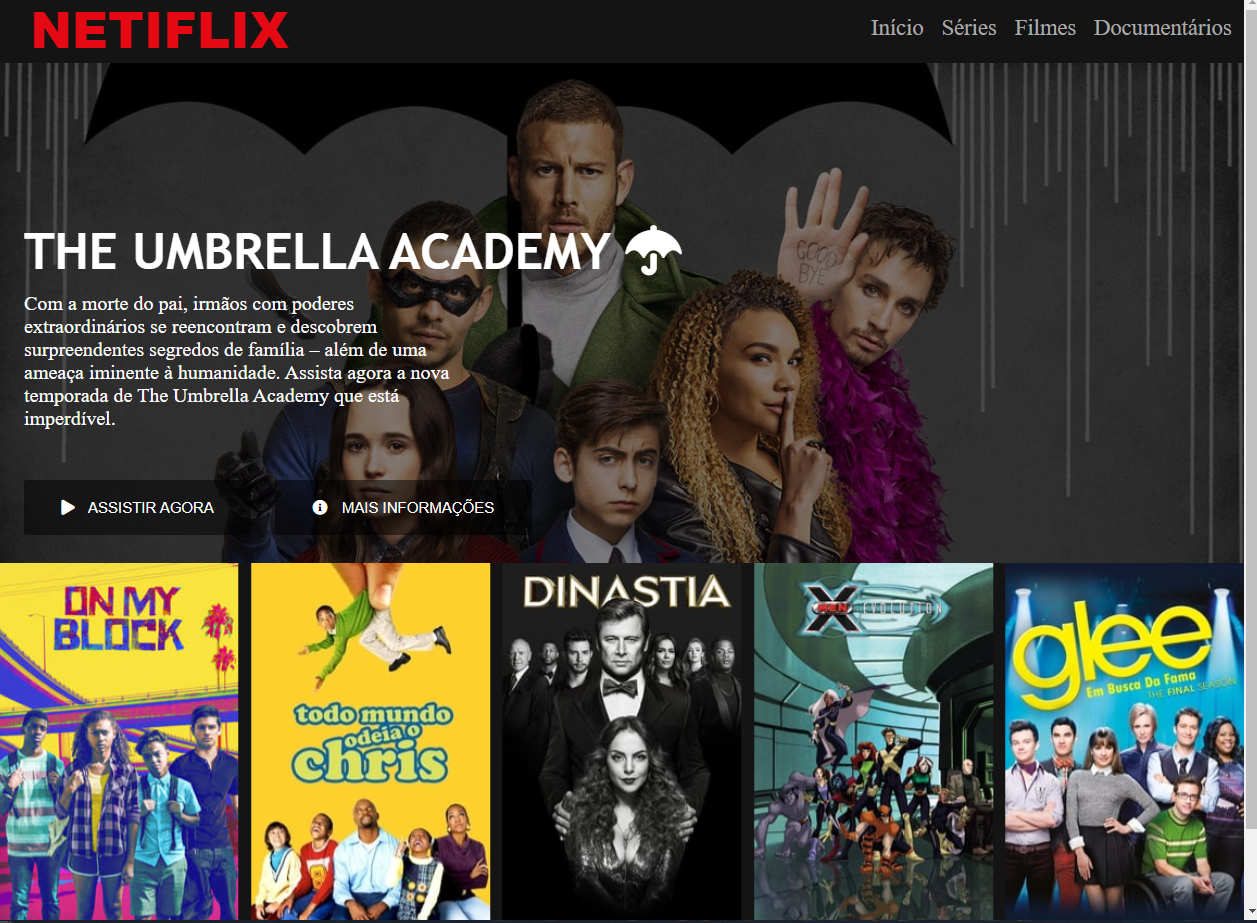 NETIFLIX
Início Séries Filmes Documentários
GOOD
BYE
THE UMBRELLA ACADEMY
Com a morte do pai, irmãos com poderes
extraordinários se reencontram e descobrem
surpreendentes segredos de família – além de uma
ameaça iminente à humanidade. Assista agora a nova
temporada de The Umbrella Academy que está
imperdível.
ASSISTIR AGORA
MAIS INFORMAÇÕES
ON MY
BLOCK
todo mundo
odeia o
chris
DINASTIA
X
MEN EVOLUTION
glee
Em Busca Da Fama
THE FINAL SEASON